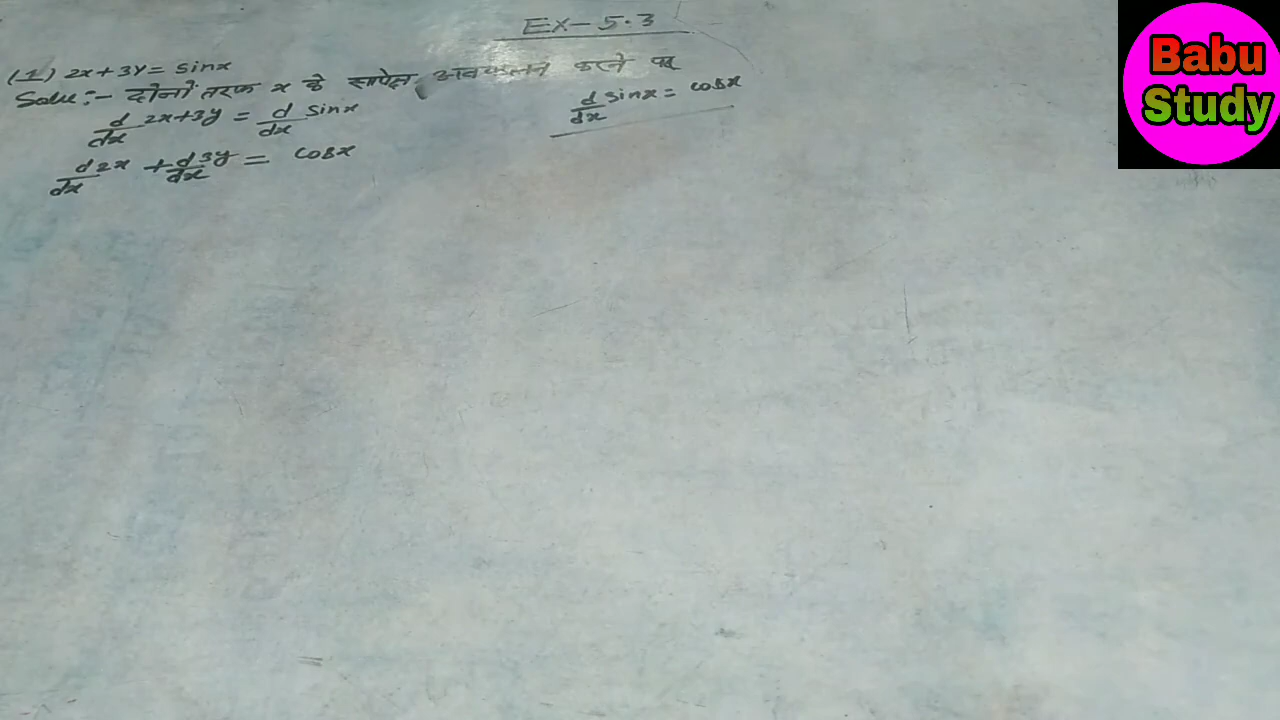 EX-5.3
(1) 2x+3y= sinx
Solu:- दोनों तरफ x के सापेक्ष अवकलन करने पर
d/dx 2x+3y = d/dx sinx
d/dx sinx = cosx
d/dx 2x + d/dx 3y = cosx
Babu
Study